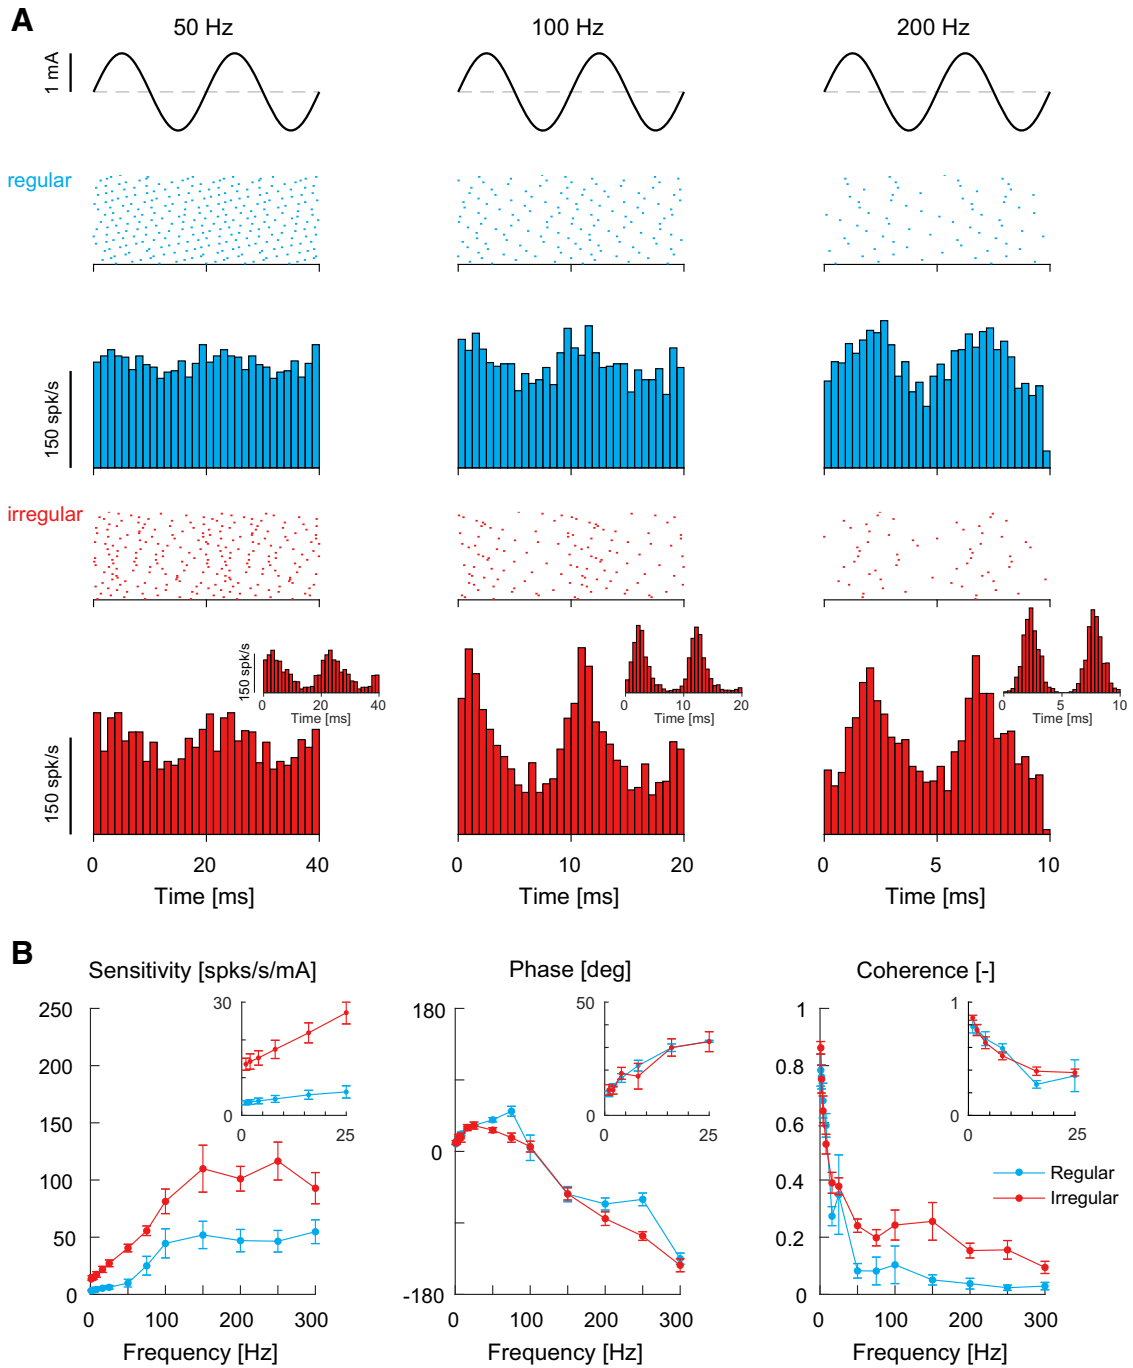 A
50 Hz
100 Hz
200 Hz
1 mA
regular
150 spk/s
irregular
150 spk/s
0
40
Time [ms]
0
20
Time [ms]
0
5
10
Time [ms]
150 spk/s
0
20
40
Time [ms]
0
10
20
Time [ms]
0
5
10
Time [ms]
B
Sensitivity [spks/s/mA]
Phase [deg]
Coherence [-]
250
200
150
100
50
0
30
0
25
0
100
200
300
Frequency [Hz]
180
0
-180
50
0
0
25
0
100
200
300
Frequency [Hz]
1
0.8
0.6
0.4
0.2
0
1
0
0
25
Regular
Irregular
0
100
200
300
Frequency [Hz]